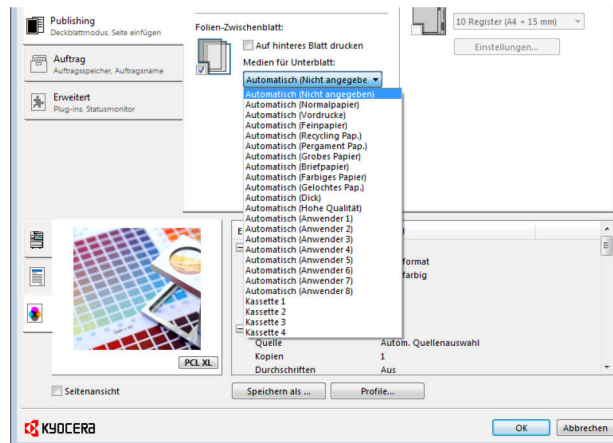 Publishing
Deckblattmodus, Seite einfügen
Auftrag
Auftragsspeicher, Auftragsname
Erweitert
Plug-ins, Statusmonitor
Folien-Zwischenblatt:
Auf hinteres Blatt drucken
Medien für Unterblatt:
Automatisch (Nicht angegebe
10 Register (A4 + 15 mm)
Einstellungen...
Automatisch (Nicht angegeben)
Automatisch (Normalpapier)
Automatisch (Vordrucke)
Automatisch (Feinpapier)
Automatisch (Recycling Pap.)
Automatisch (Pergament Pap.)
Automatisch (Grobes Papier)
Automatisch (Briefpapier)
Automatisch (Farbiges Papier)
Automatisch (Gelochtes Pap.)
Automatisch (Dick)
Automatisch (Hohe Qualität)
Automatisch (Anwender 1)
Automatisch (Anwender 2)
Automatisch (Anwender 3)
Automatisch (Anwender 4)
Automatisch (Anwender 5)
Automatisch (Anwender 6)
Automatisch (Anwender 7)
Automatisch (Anwender 8)
Kassette 1
Kassette 2
Kassette 3
Kassette 4
E
l
format
farbig
Quelle Autom. Quellenauswahl
Kopien 1
Durchschriften Aus
PCL XL
Seitenansicht
Speichern als ...
Profile...
KYOCERA
OK
Abbrechen